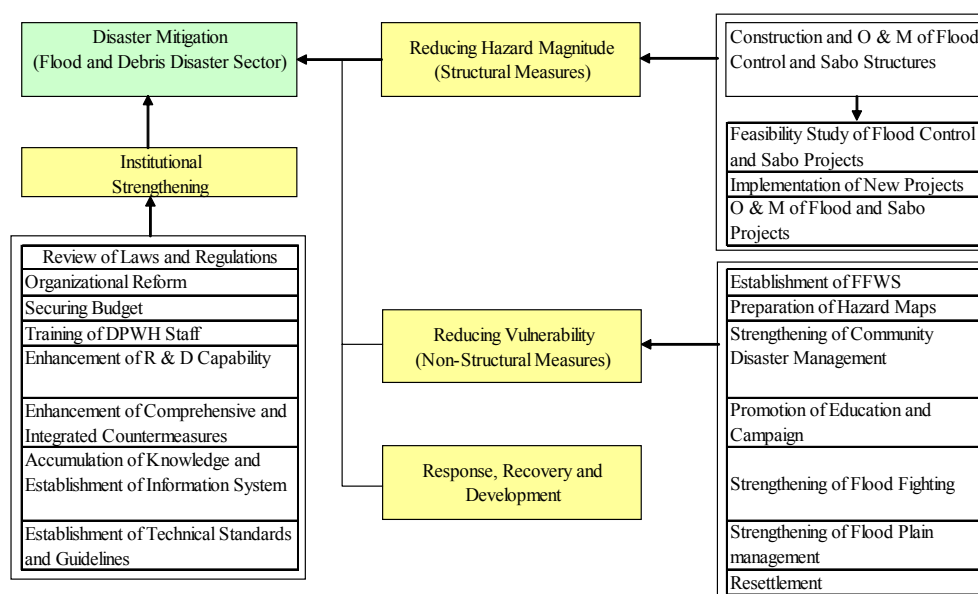 Disaster Mitigation
(Flood and Debris Disaster Sector)
Institutional
Strengthening
Review of Laws and Regulations
Organizational Reform
Securing Budget
Training of DPWH Staff
Enhancement of R & D Capability
Enhancement of Comprehensive and
Integrated Countermeasures
Accumulation of Knowledge and
Establishment of Information System
Establishment of Technical Standards
and Guidelines
Reducing Hazard Magnitude
(Structural Measures)
Reducing Vulnerability
(Non-Structural Measures)
Response, Recovery and
Development
Construction and O & M of Flood
Control and Sabo Structures
Feasibility Study of Flood Control
and Sabo Projects
Implementation of New Projects
O & M of Flood and Sabo
Projects
Establishment of FFWS
Preparation of Hazard Maps
Strengthening of Community
Disaster Management
Promotion of Education and
Campaign
Strengthening of Flood Fighting
Strengthening of Flood Plain
management
Resettlement